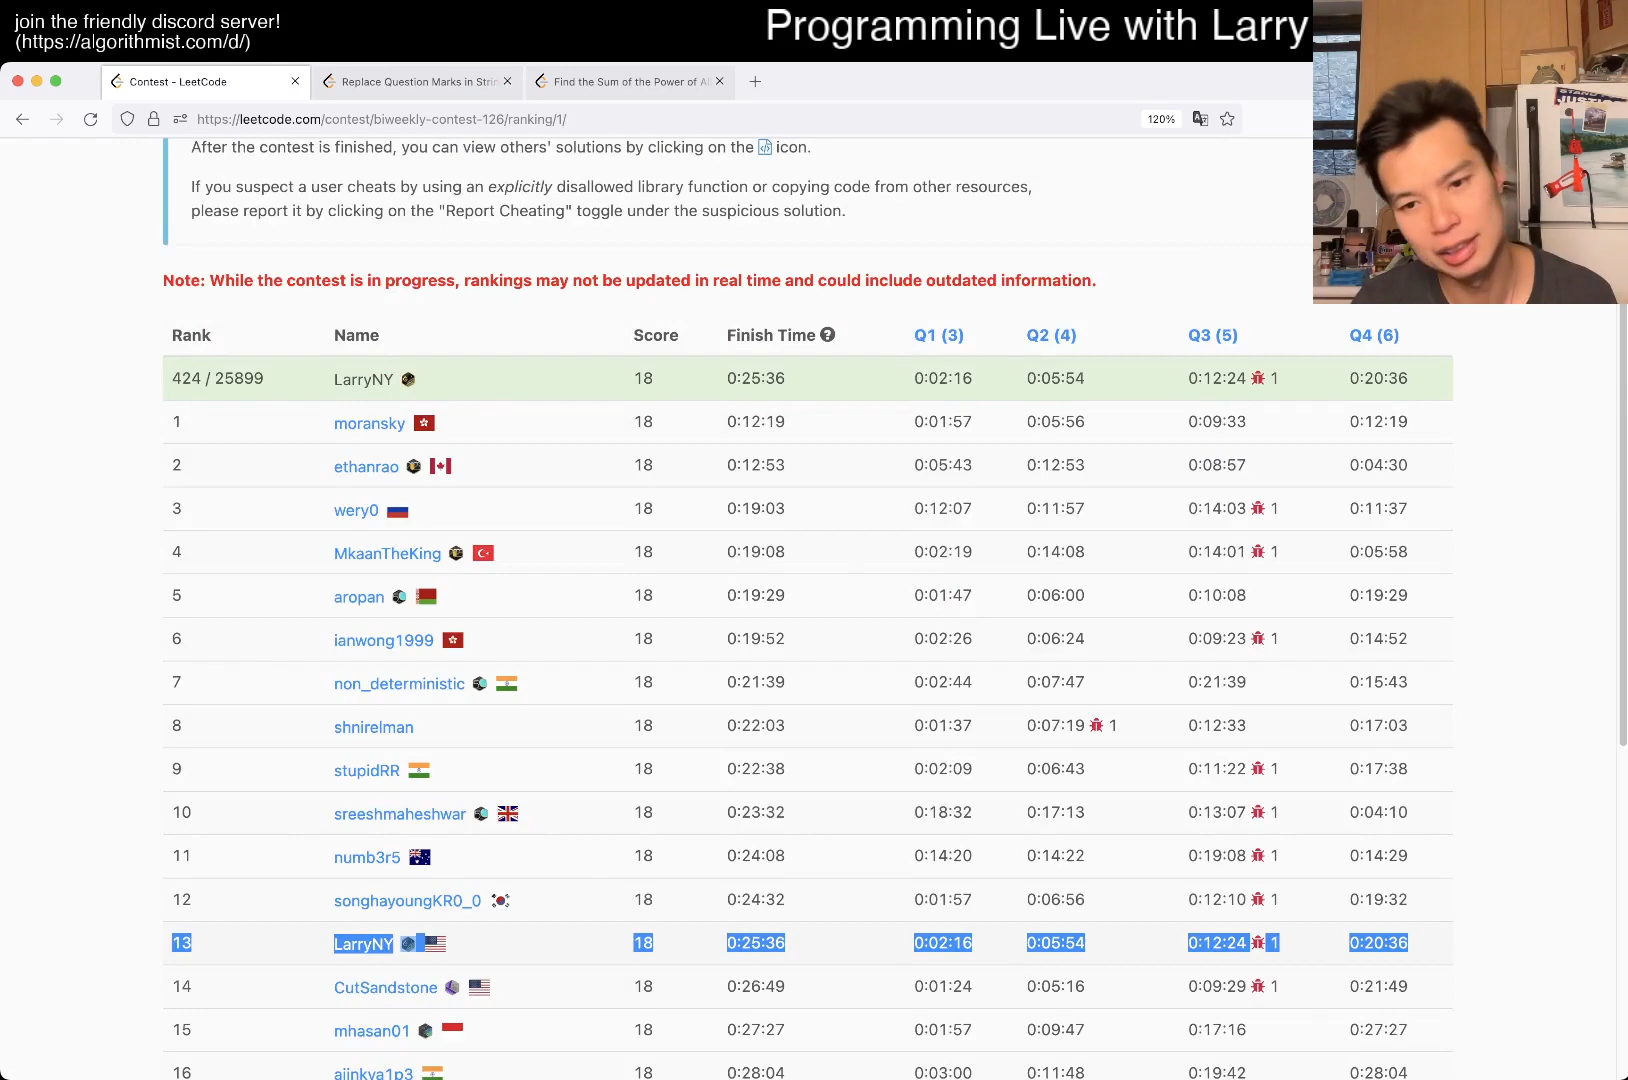 join the friendly discord server!
(https://algorithmist.com/d/)
Programming Live with Larry
Contest - LeetCode
Replace Question Marks in Strin
Find the Sum of the Power of Al
https://leetcode.com/contest/biweekly-contest-126/ranking/1/
120%
After the contest is finished, you can view others' solutions by clicking on the icon.
If you suspect a user cheats by using an explicitly disallowed library function or copying code from other resources,
please report it by clicking on the "Report Cheating" toggle under the suspicious solution.
Note: While the contest is in progress, rankings may not be updated in real time and could include outdated information.
Rank Name Score Finish Time Q1 (3) Q2 (4) Q3 (5) Q4 (6)
424 / 25899 LarryNY 18 0:25:36 0:02:16 0:05:54 0:12:24 1 0:20:36
1 moransky 18 0:12:19 0:01:57 0:05:56 0:09:33 0:12:19
2 ethanrao 18 0:12:53 0:05:43 0:12:53 0:08:57 0:04:30
3 wery0 18 0:19:03 0:12:07 0:11:57 0:14:03 1 0:11:37
4 MkaanTheKing 18 0:19:08 0:02:19 0:14:08 0:14:01 1 0:05:58
5 aropan 18 0:19:29 0:01:47 0:06:00 0:10:08 0:19:29
6 ianwong1999 18 0:19:52 0:02:26 0:06:24 0:09:23 1 0:14:52
7 non_deterministic 18 0:21:39 0:02:44 0:07:47 0:21:39 0:15:43
8 shnirelman 18 0:22:03 0:01:37 0:07:19 1 0:12:33 0:17:03
9 stupidRR 18 0:22:38 0:02:09 0:06:43 0:11:22 1 0:17:38
10 sreeshmaheshwar 18 0:23:32 0:18:32 0:17:13 0:13:07 1 0:04:10
11 numb3r5 18 0:24:08 0:14:20 0:14:22 0:19:08 1 0:14:29
12 songhayoungKR0_0 18 0:24:32 0:01:57 0:06:56 0:12:10 1 0:19:32
13 LarryNY 18 0:25:36 0:02:16 0:05:54 0:12:24 1 0:20:36
14 CutSandstone 18 0:26:49 0:01:24 0:05:16 0:09:29 1 0:21:49
15 mhasan01 18 0:27:27 0:01:57 0:09:47 0:17:16 0:27:27
16 ajinkya1p3 18 0:28:04 0:03:00 0:11:48 0:19:42 0:28:04